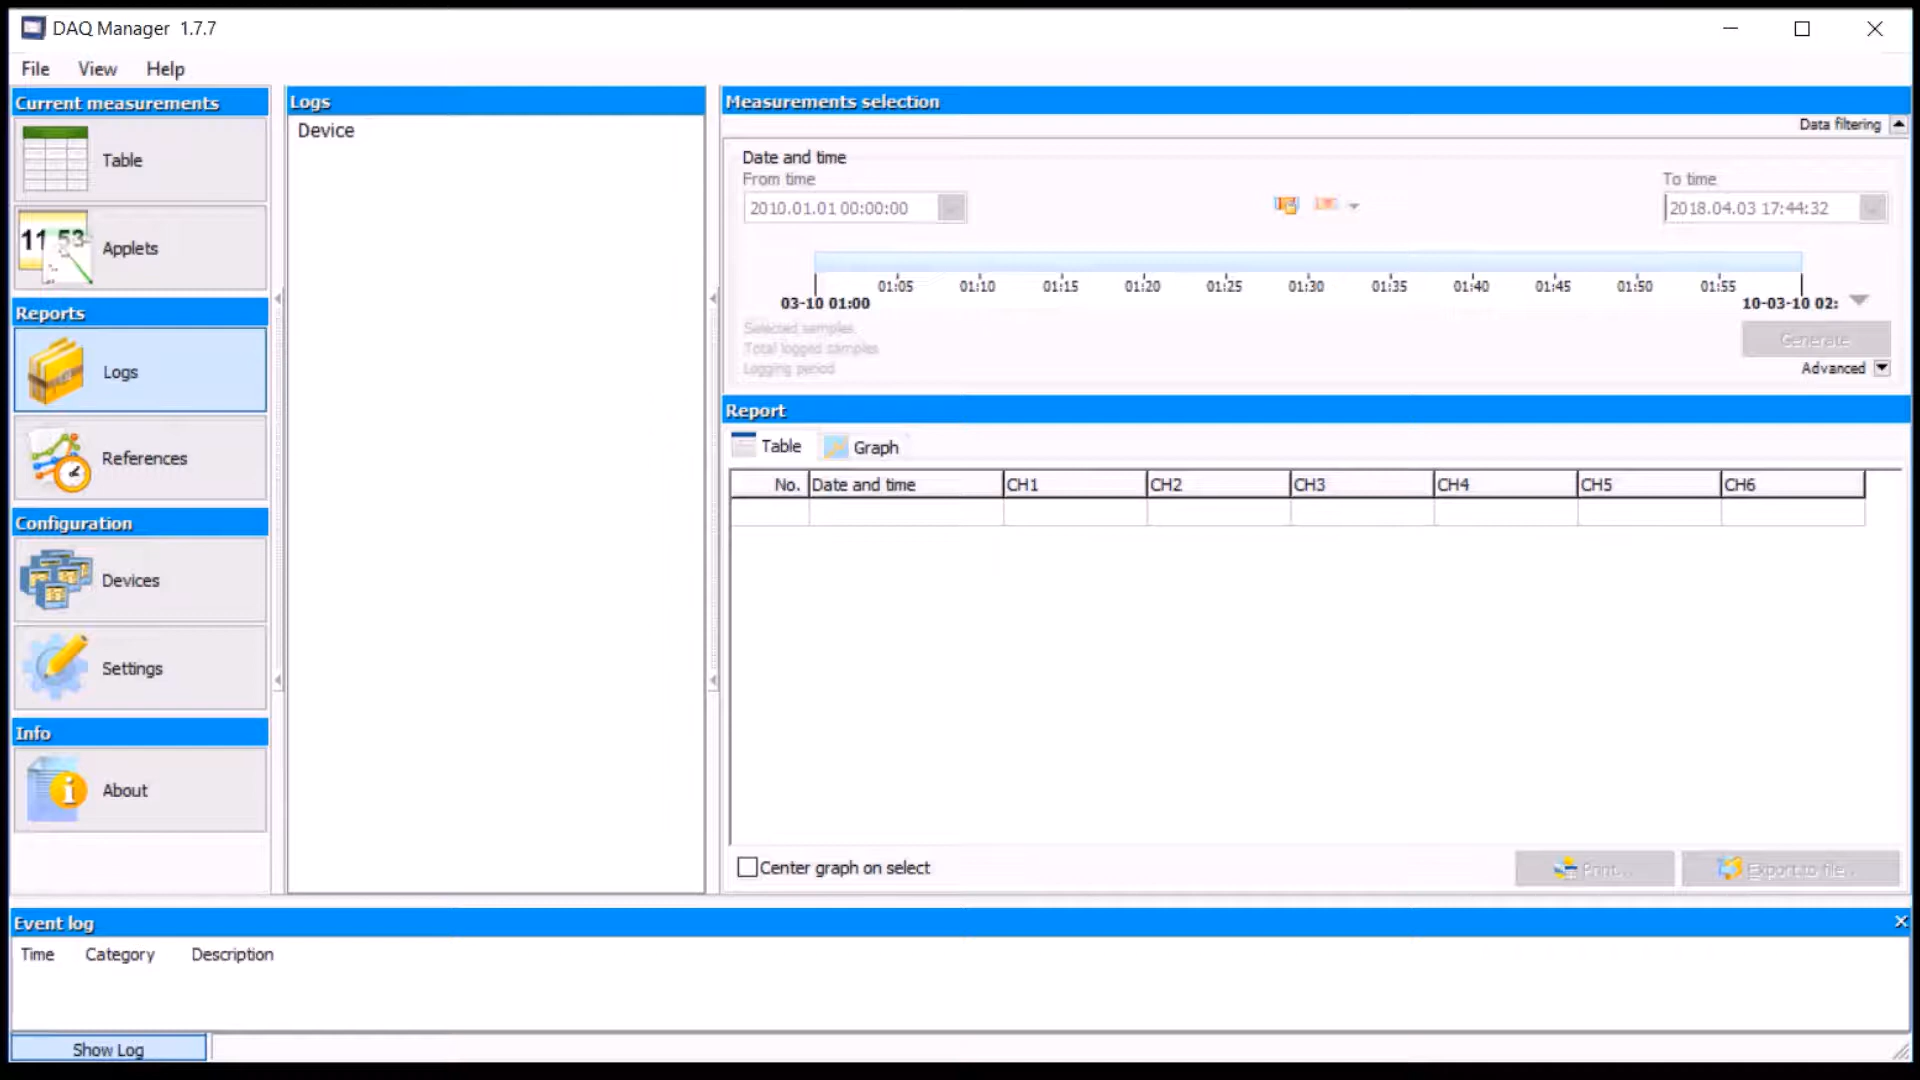 DAQ Manager 1.7.7
File View Help
Current measurements
Table
11 53
Applets
Reports
Logs
References
Configuration
Devices
Settings
Info
About
Logs
Device
Measurements selection
Data filtering
Date and time
From time
2010.01.01 00:00:00
To time
2018.04.03 17:44:32
01:05 01:10 01:15 01:20 01:25 01:30 01:35 01:40 01:45 01:50 01:55
03-10 01:00
10-03-10 02:
Selected samples
Total logged samples
Logging period
Generate
Advanced
Report
Table Graph
No. Date and time CH1 CH2 CH3 CH4 CH5 CH6
Center graph on select
Print...
Export to file...
Event log
Time Category Description
Show Log